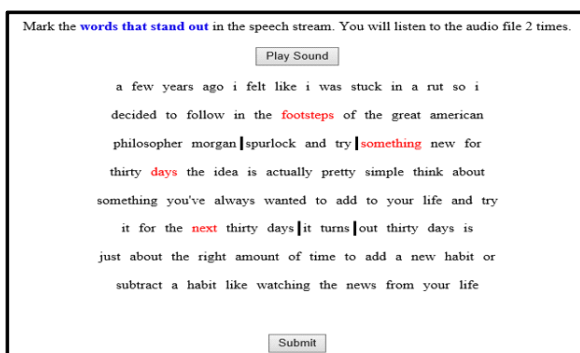 Mark the words that stand out in the speech stream. You will listen to the audio file 2 times.
Play Sound
a few years ago i felt like i was stuck in a rut so i
decided to follow in the footsteps of the great american
philosopher morgan|spurlock and try|something new for
thirty days the idea is actually pretty simple think about
something you've always wanted to add to your life and try
it for the next thirty days|it turns|out thirty days is
just about the right amount of time to add a new habit or
subtract a habit like watching the news from your life
Submit